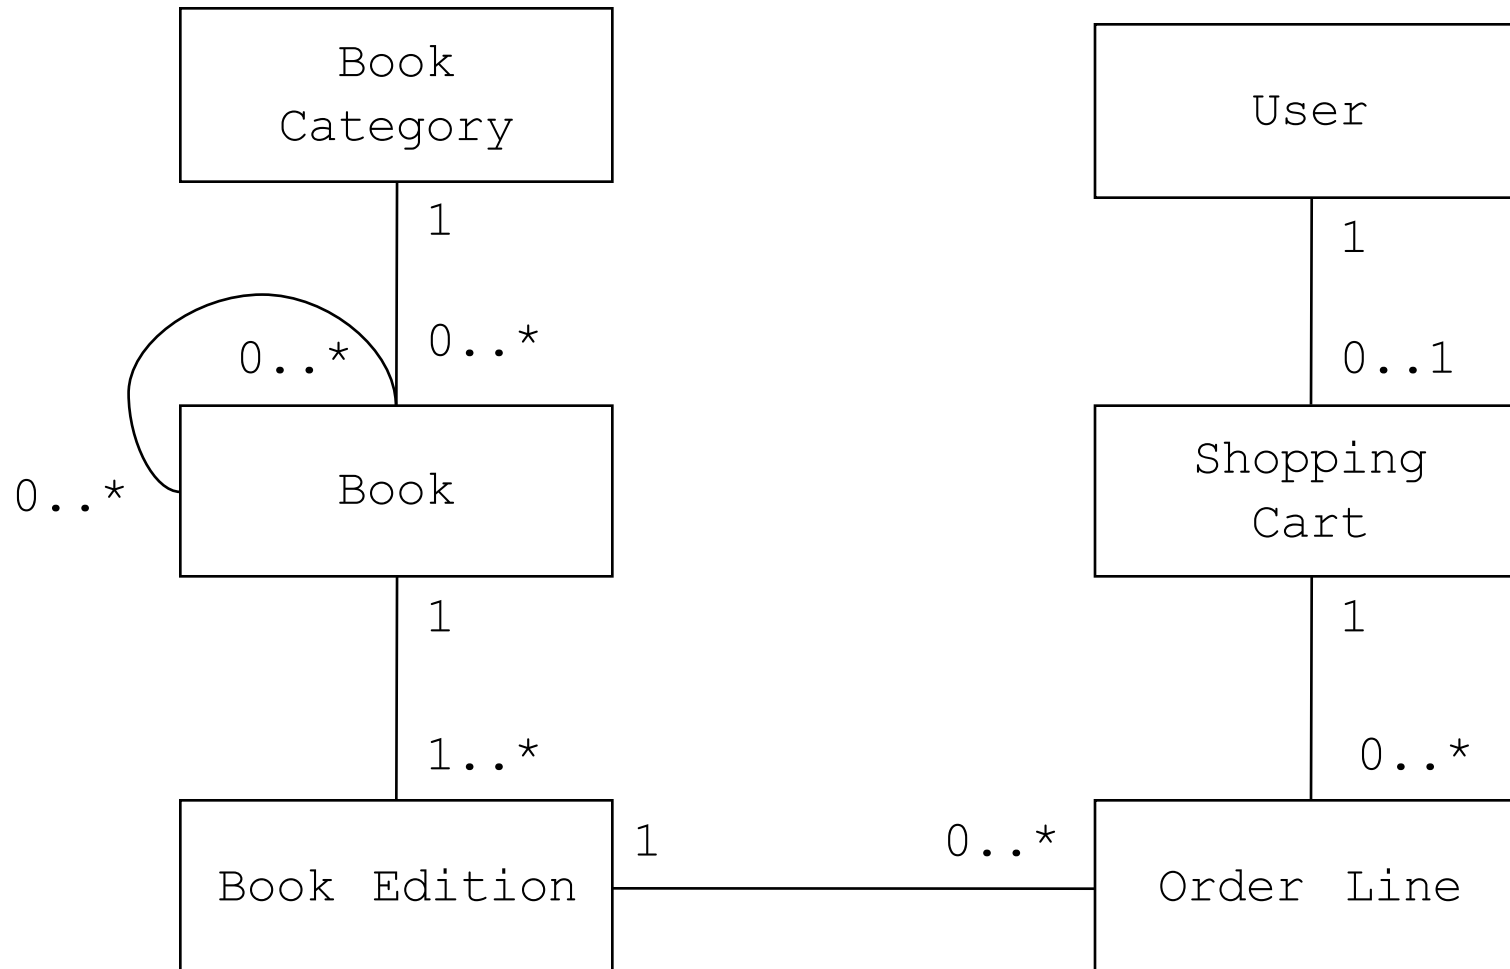 Book
Category
User
1
1
0..*
0..*
0..1
Book
Shopping
Cart
0..*
1
1
1..*
0..*
1
0..*
Book Edition
Order Line